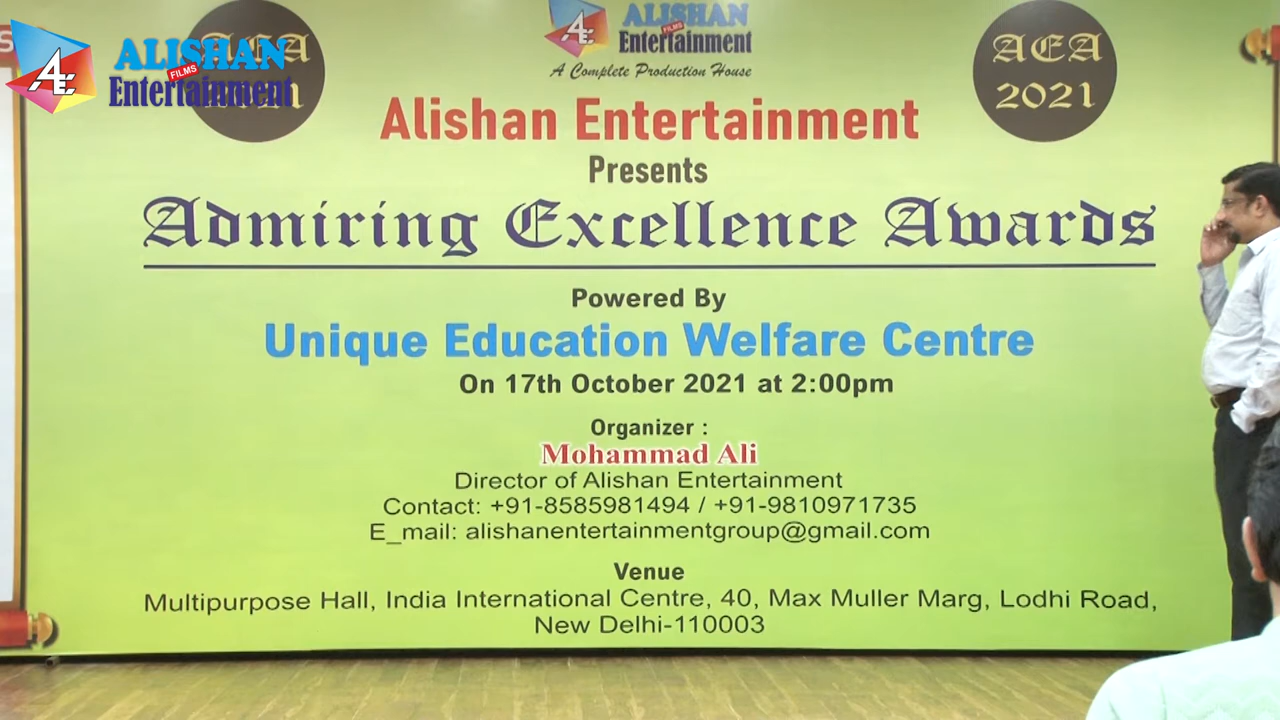 ALISHAN
FILMS
Entertainment
AEA
ALISHAN
FILMS
Entertainment
A Complete Production House
AEA
2021
Alishan Entertainment
Presents
Admiring Excellence Awards
Powered By
Unique Education Welfare Centre
On 17th October 2021 at 2:00pm
Organizer :
Mohammad Ali
Director of Alishan Entertainment
Contact: +91-8585981494 / +91-9810971735
E_mail: alishanentertainmentgroup@gmail.com
Venue
Multipurpose Hall, India International Centre, 40, Max Muller Marg, Lodhi Road,
New Delhi-110003